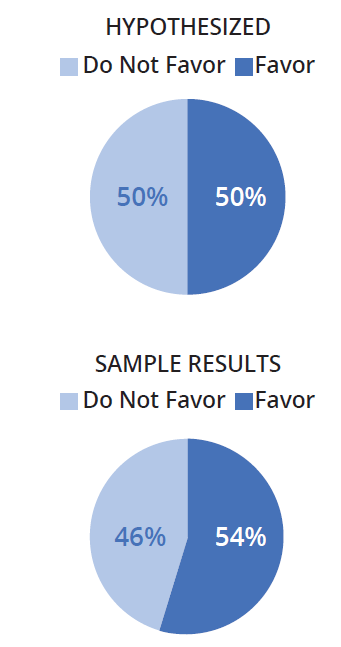 HYPOTHESIZED
Do Not Favor Favor
50% 50%
SAMPLE RESULTS
Do Not Favor Favor
46% 54%